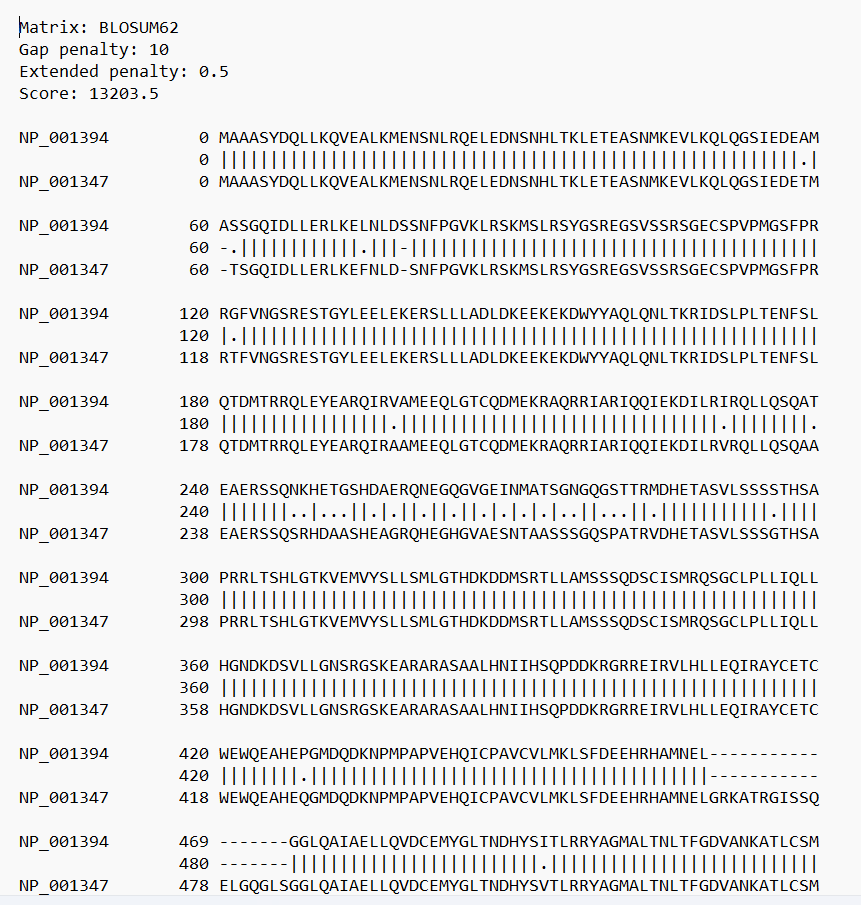 Matrix: BLOSUM62
Gap penalty: 10
Extended penalty: 0.5
Score: 13203.5
NP_001394 0 MAAASYDQLLKQVEALKMENSNLRQELEDNSNHLTKLETEASNMKEVLKQLQGSIEDEAM
0 ||||||||||||||||||||||||||||||||||||||||||||||||||||||||||.|
NP_001347 0 MAAASYDQLLKQVEALKMENSNLRQELEDNSNHLTKLETEASNMKEVLKQLQGSIEDETM
NP_001394 60 ASSGQIDLLERLKELNLDSSNFPGVKLRSKMSLRSYGSREGSVSSRSGECSPVPMGSFPR
60 -.||||||||||||.|||-|||||||||||||||||||||||||||||||||||||||||
NP_001347 60 -TSGQIDLLERLKEFNLD-SNFPGVKLRSKMSLRSYGSREGSVSSRSGECSPVPMGSFPR
NP_001394 120 RGFVNGSRESTGYLEELEKERSLLLADLDKEEKEKDWYYAQLQNLTKRIDSLPLTENFSL
120 |.||||||||||||||||||||||||||||||||||||||||||||||||||||||||||
NP_001347 118 RTFVNGSRESTGYLEELEKERSLLLADLDKEEKEKDWYYAQLQNLTKRIDSLPLTENFSL
NP_001394 180 QTDMTRRQLEYEARQIRVAMEEQLGTCQDMEKRAQRRIARIQQIEKDILRIRQLLQSQAT
180 |||||||||||||||||.||||||||||||||||||||||||||||||||.||||||||.
NP_001347 178 QTDMTRRQLEYEARQIRAAMEEQLGTCQDMEKRAQRRIARIQQIEKDILRVRQLLQSQAA
NP_001394 240 EAERSSQNKHETGSHDAERQNEGQGVGEINMATSGNGQGSTTRMDHETASVLSSSSTHSA
240 |||||||..|...||.|.||.||.||.|.|.|.|..||...||.|||||||||||.||||
NP_001347 238 EAERSSQSRHDAASHEAGRQHEGHGVAESNTAASSSGQSPATRVDHETASVLSSSGTHSA
NP_001394 300 PRRLTSHLGTKVEMVYSLLSMLGTHDKDDMSRTLLAMSSSQDSCISMRQSGCLPLLIQLL
300 ||||||||||||||||||||||||||||||||||||||||||||||||||||||||||||
NP_001347 298 PRRLTSHLGTKVEMVYSLLSMLGTHDKDDMSRTLLAMSSSQDSCISMRQSGCLPLLIQLL
NP_001394 360 HGNDKDSVLLGNSRGSKEARARASAALHNIIHSQPDDKRGRREIRVLHLLEQIRAYCETC
360 ||||||||||||||||||||||||||||||||||||||||||||||||||||||||||||
NP_001347 358 HGNDKDSVLLGNSRGSKEARARASAALHNIIHSQPDDKRGRREIRVLHLLEQIRAYCETC
NP_001394 420 WEWQEAHEPGMDQDKNPMPAPVEHQICPAVCVLMKLSFDEEHRHAMNEL-----------
420 ||||||||.||||||||||||||||||||||||||||||||||||||||-----------
NP_001347 418 WEWQEAHEQGMDQDKNPMPAPVEHQICPAVCVLMKLSFDEEHRHAMNELGRKATRGISSQ
NP_001394 469 -------GGLQAIAELLQVDCEMYGLTNDHYSITLRRYAGMALTNLTFGDVANKATLCSM
480 -------|||||||||||||||||||||||||.|||||||||||||||||||||||||||
NP_001347 478 ELGQGLSGGLQAIAELLQVDCEMYGLTNDHYSVTLRRYAGMALTNLTFGDVANKATLCSM